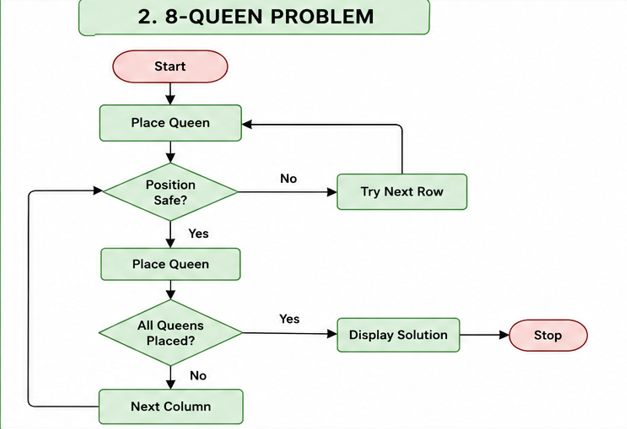 2. 8-QUEEN PROBLEM
Start
Place Queen
Position
Safe?
No
Try Next Row
Yes
Place Queen
All Queens
Placed?
Yes
Display Solution
Stop
No
Next Column